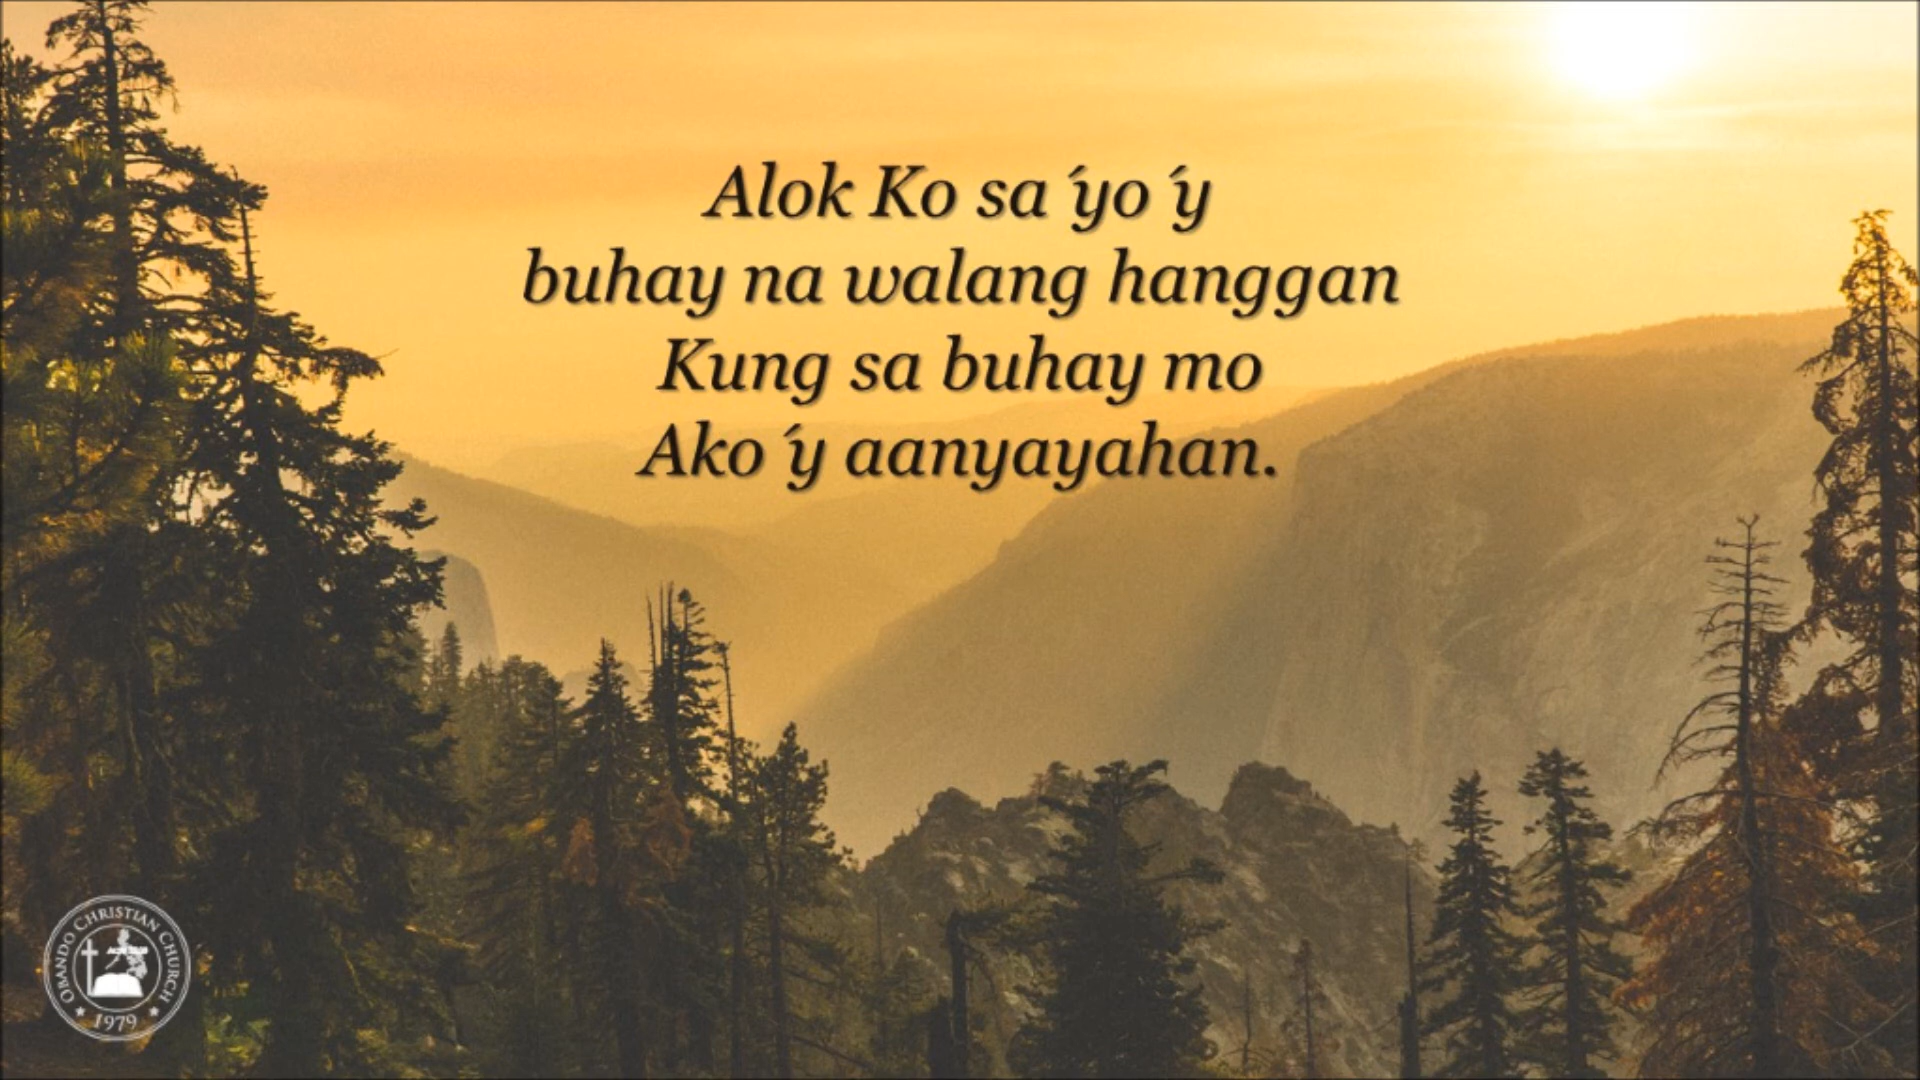 Alok Ko sa ´yo ´y
buhay na walang hanggan
Kung sa buhay mo
Ako ´y aanyayahan.
OBANDO CHRISTIAN CHURCH
1979